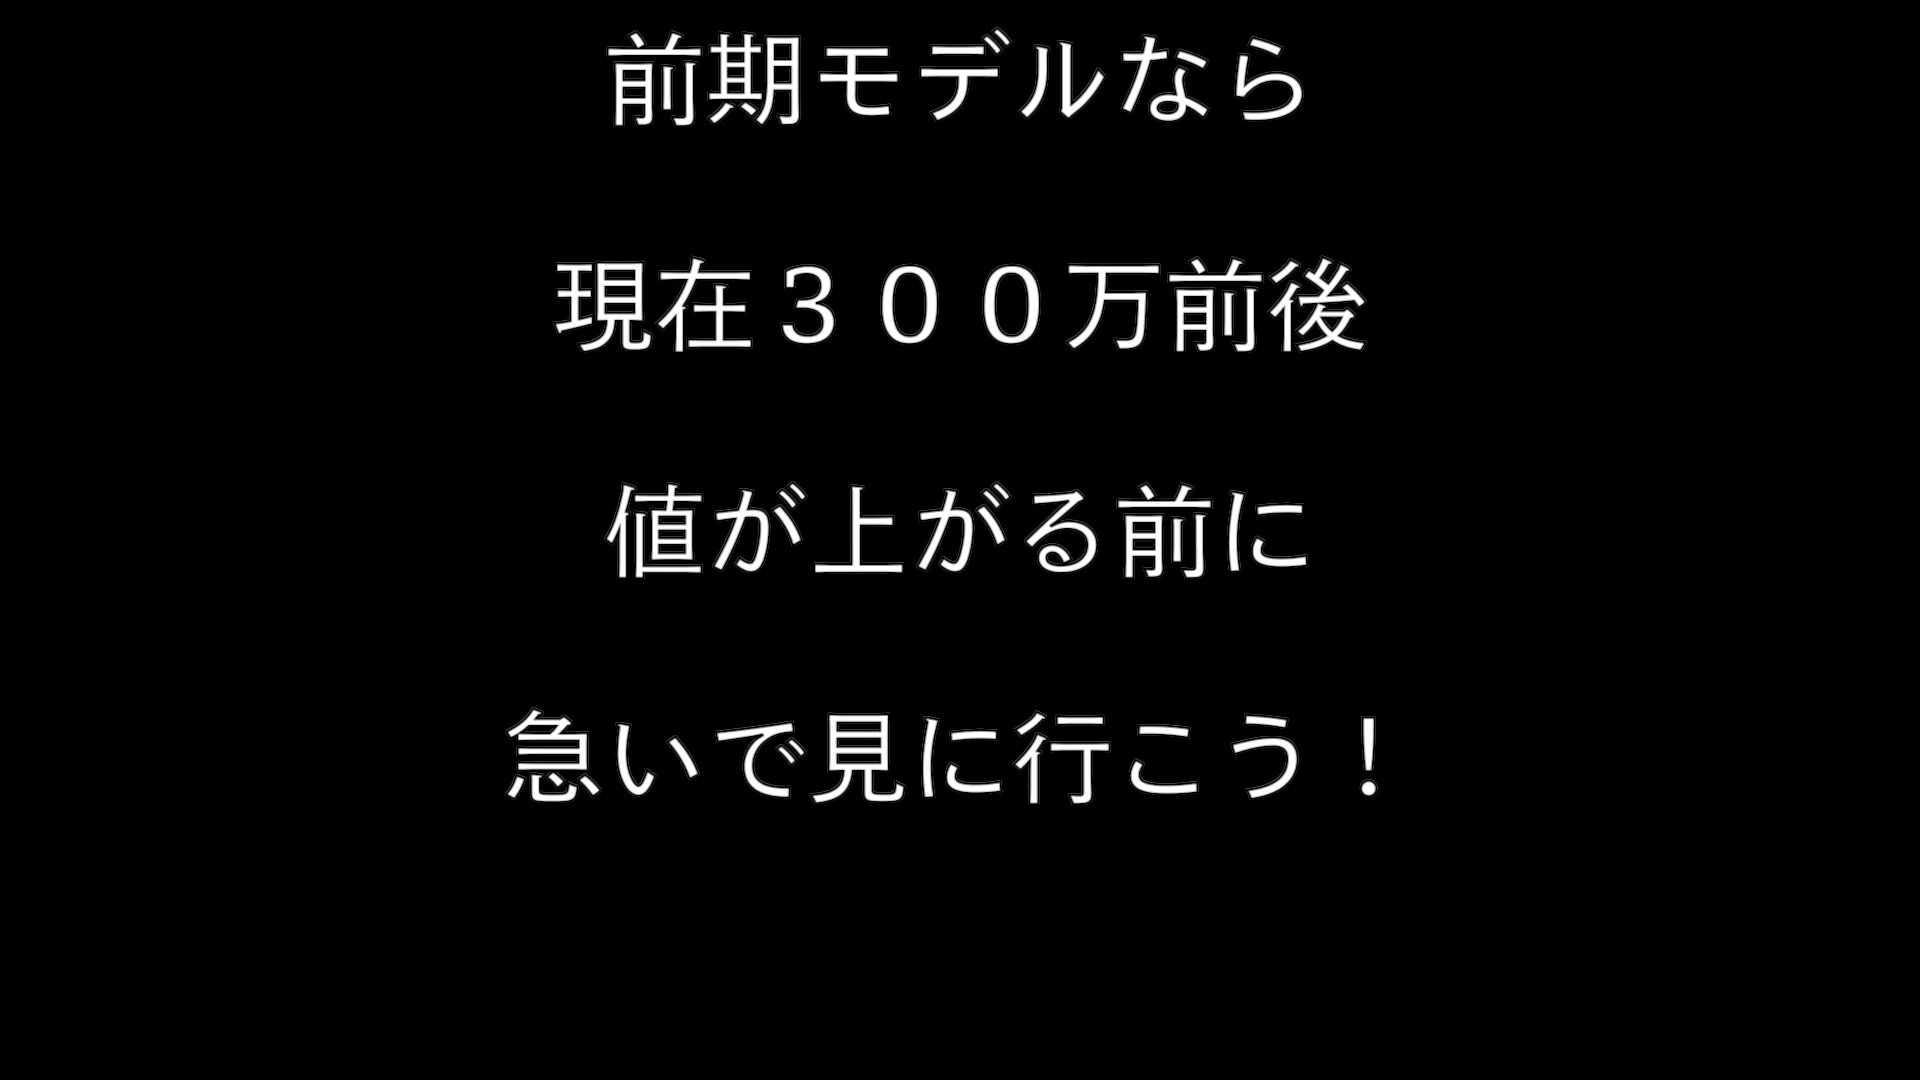 前期モデルなら
現在３００万前後
値が上がる前に
急いで見に行こう！